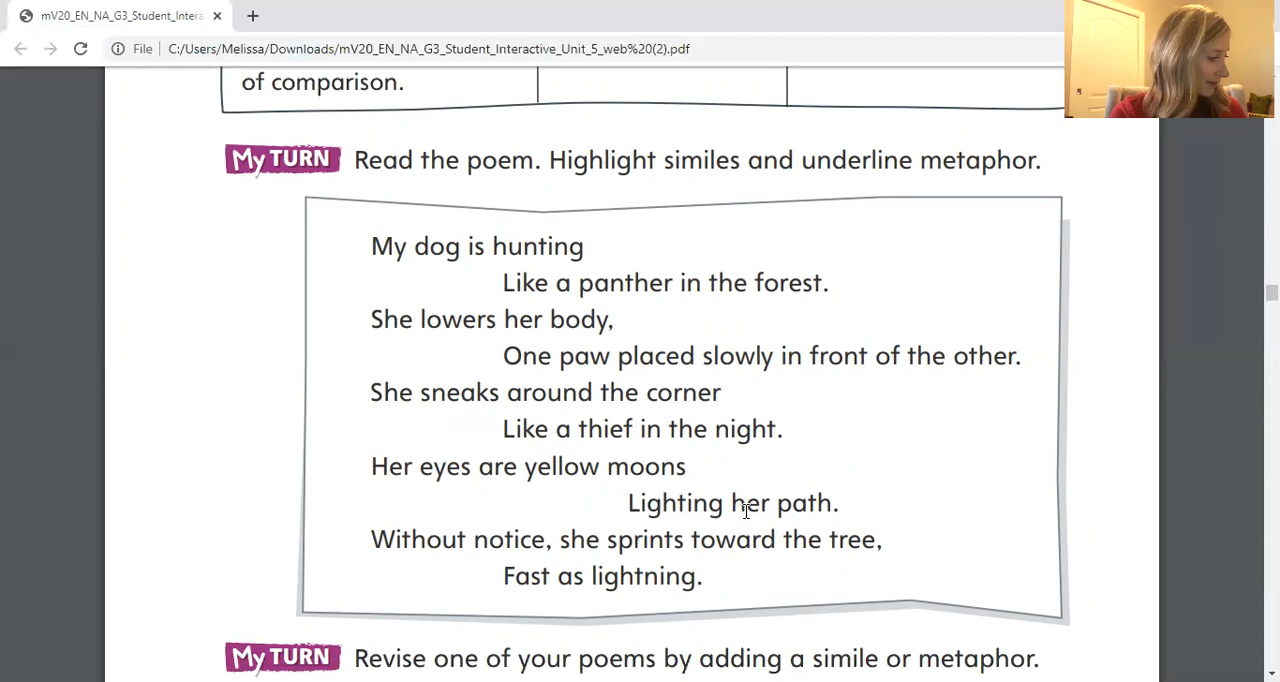 mV20_EN_NA_G3_Student_Intera
File
C:/Users/Melissa/Downloads/mV20_EN_NA_G3_Student_Interactive_Unit_5_web%20(2).pdf
of comparison.
My TURN Read the poem. Highlight similes and underline metaphor.
My dog is hunting
Like a panther in the forest.
She lowers her body,
One paw placed slowly in front of the other.
She sneaks around the corner
Like a thief in the night.
Her eyes are yellow moons
Lighting her path.
Without notice, she sprints toward the tree,
Fast as lightning.
My TURN Revise one of your poems by adding a simile or metaphor.